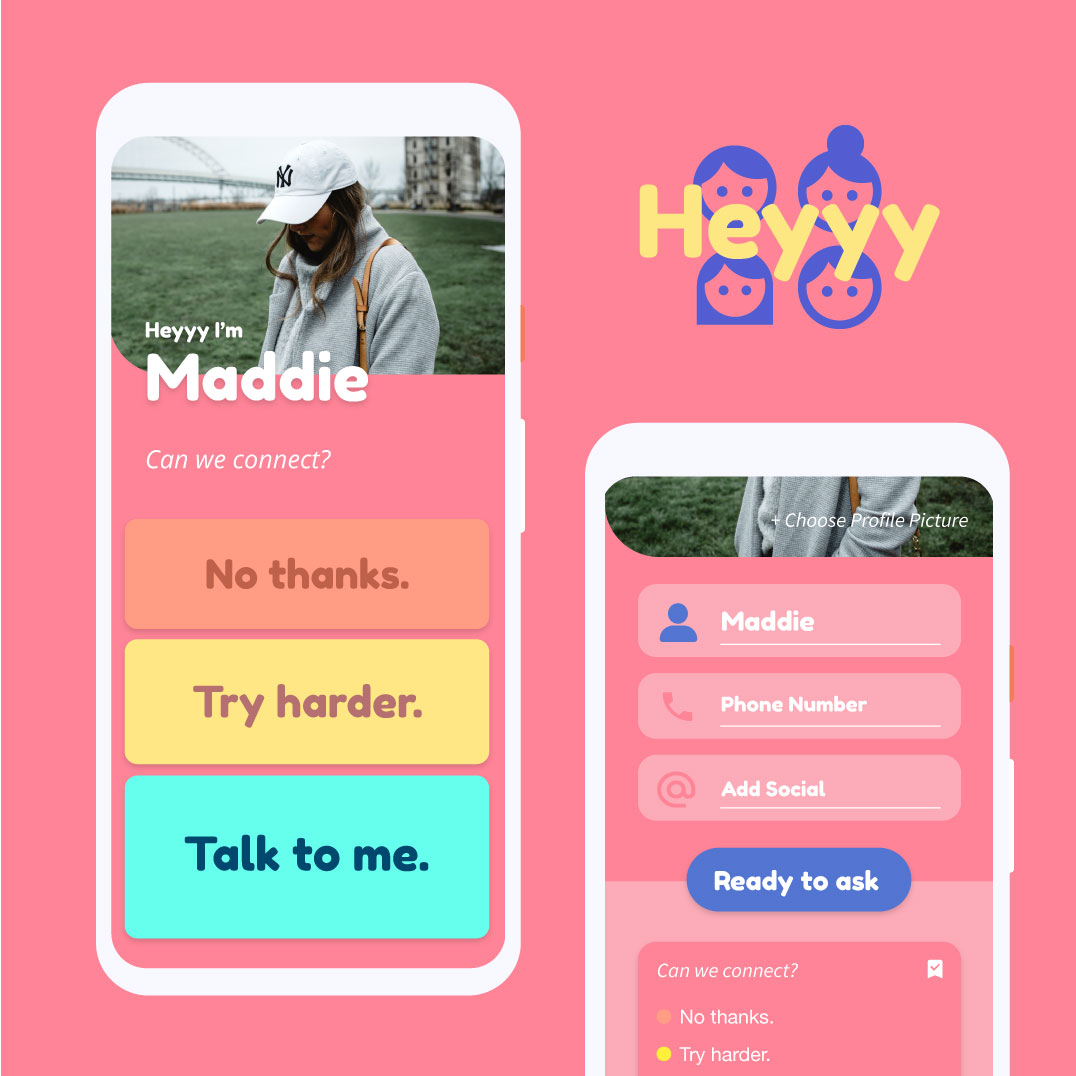 NY
Heyyy I'm
Maddie
Can we connect?
No thanks.
Try harder.
Talk to me.
Heyyy
+ Choose Profile Picture
Maddie
Phone Number
@
Add Social
Ready to ask
Can we connect?
No thanks.
Try harder.